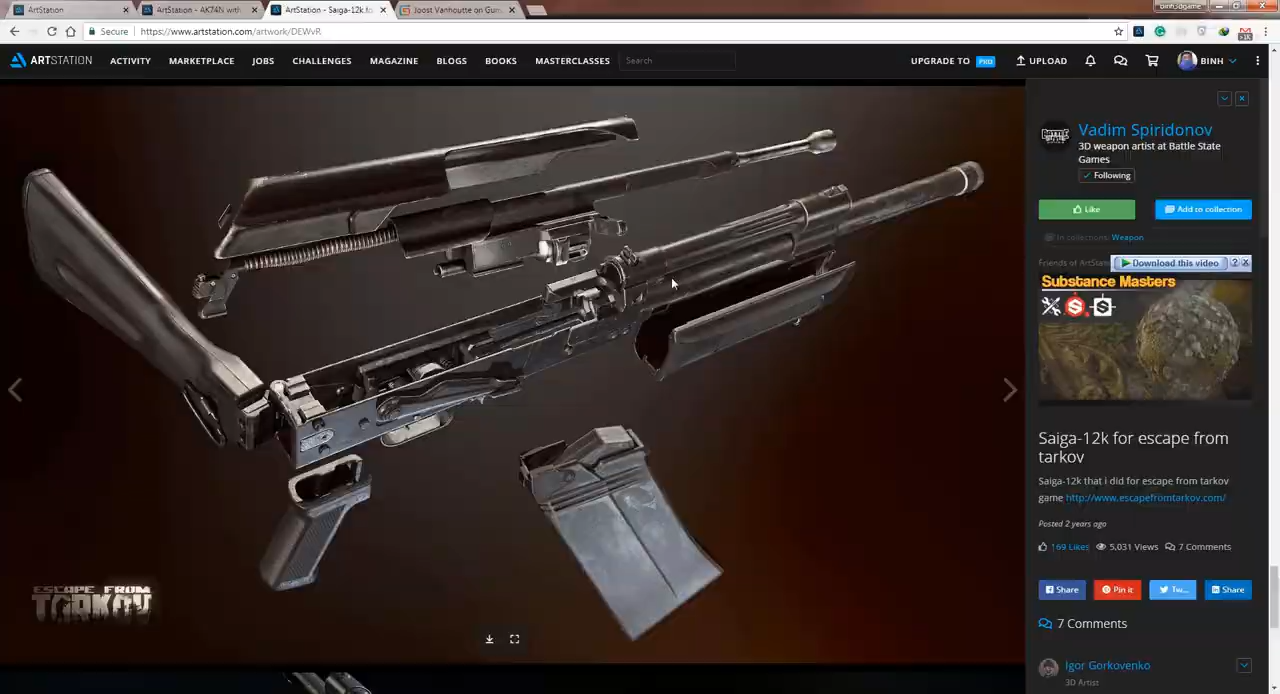 ArtStation
ArtStation - AK74N with
ArtStation - Saiga-12k fo
Joost Vanhoutte on Gum
binh3dgame
Secure
https://www.artstation.com/artwork/DEWvR
ARTSTATION
ACTIVITY
MARKETPLACE
JOBS
CHALLENGES
MAGAZINE
BLOGS
BOOKS
MASTERCLASSES
Search
UPGRADE TO PRO
UPLOAD
BINH
Vadim Spiridonov
3D weapon artist at Battle State
Games
Following
Like
Add to collection
In collections: Weapon
Friends of ArtStati
Download this video
Substance Masters
Saiga-12k for escape from
tarkov
Saiga-12k that i did for escape from tarkov
game http://www.escapefromtarkov.com/
Posted 2 years ago
169 Likes 5,031 Views 7 Comments
Share
Pin it
Tw...
Share
7 Comments
Igor Gorkovenko
3D Artist
ESCAPE FROM
TARKOV